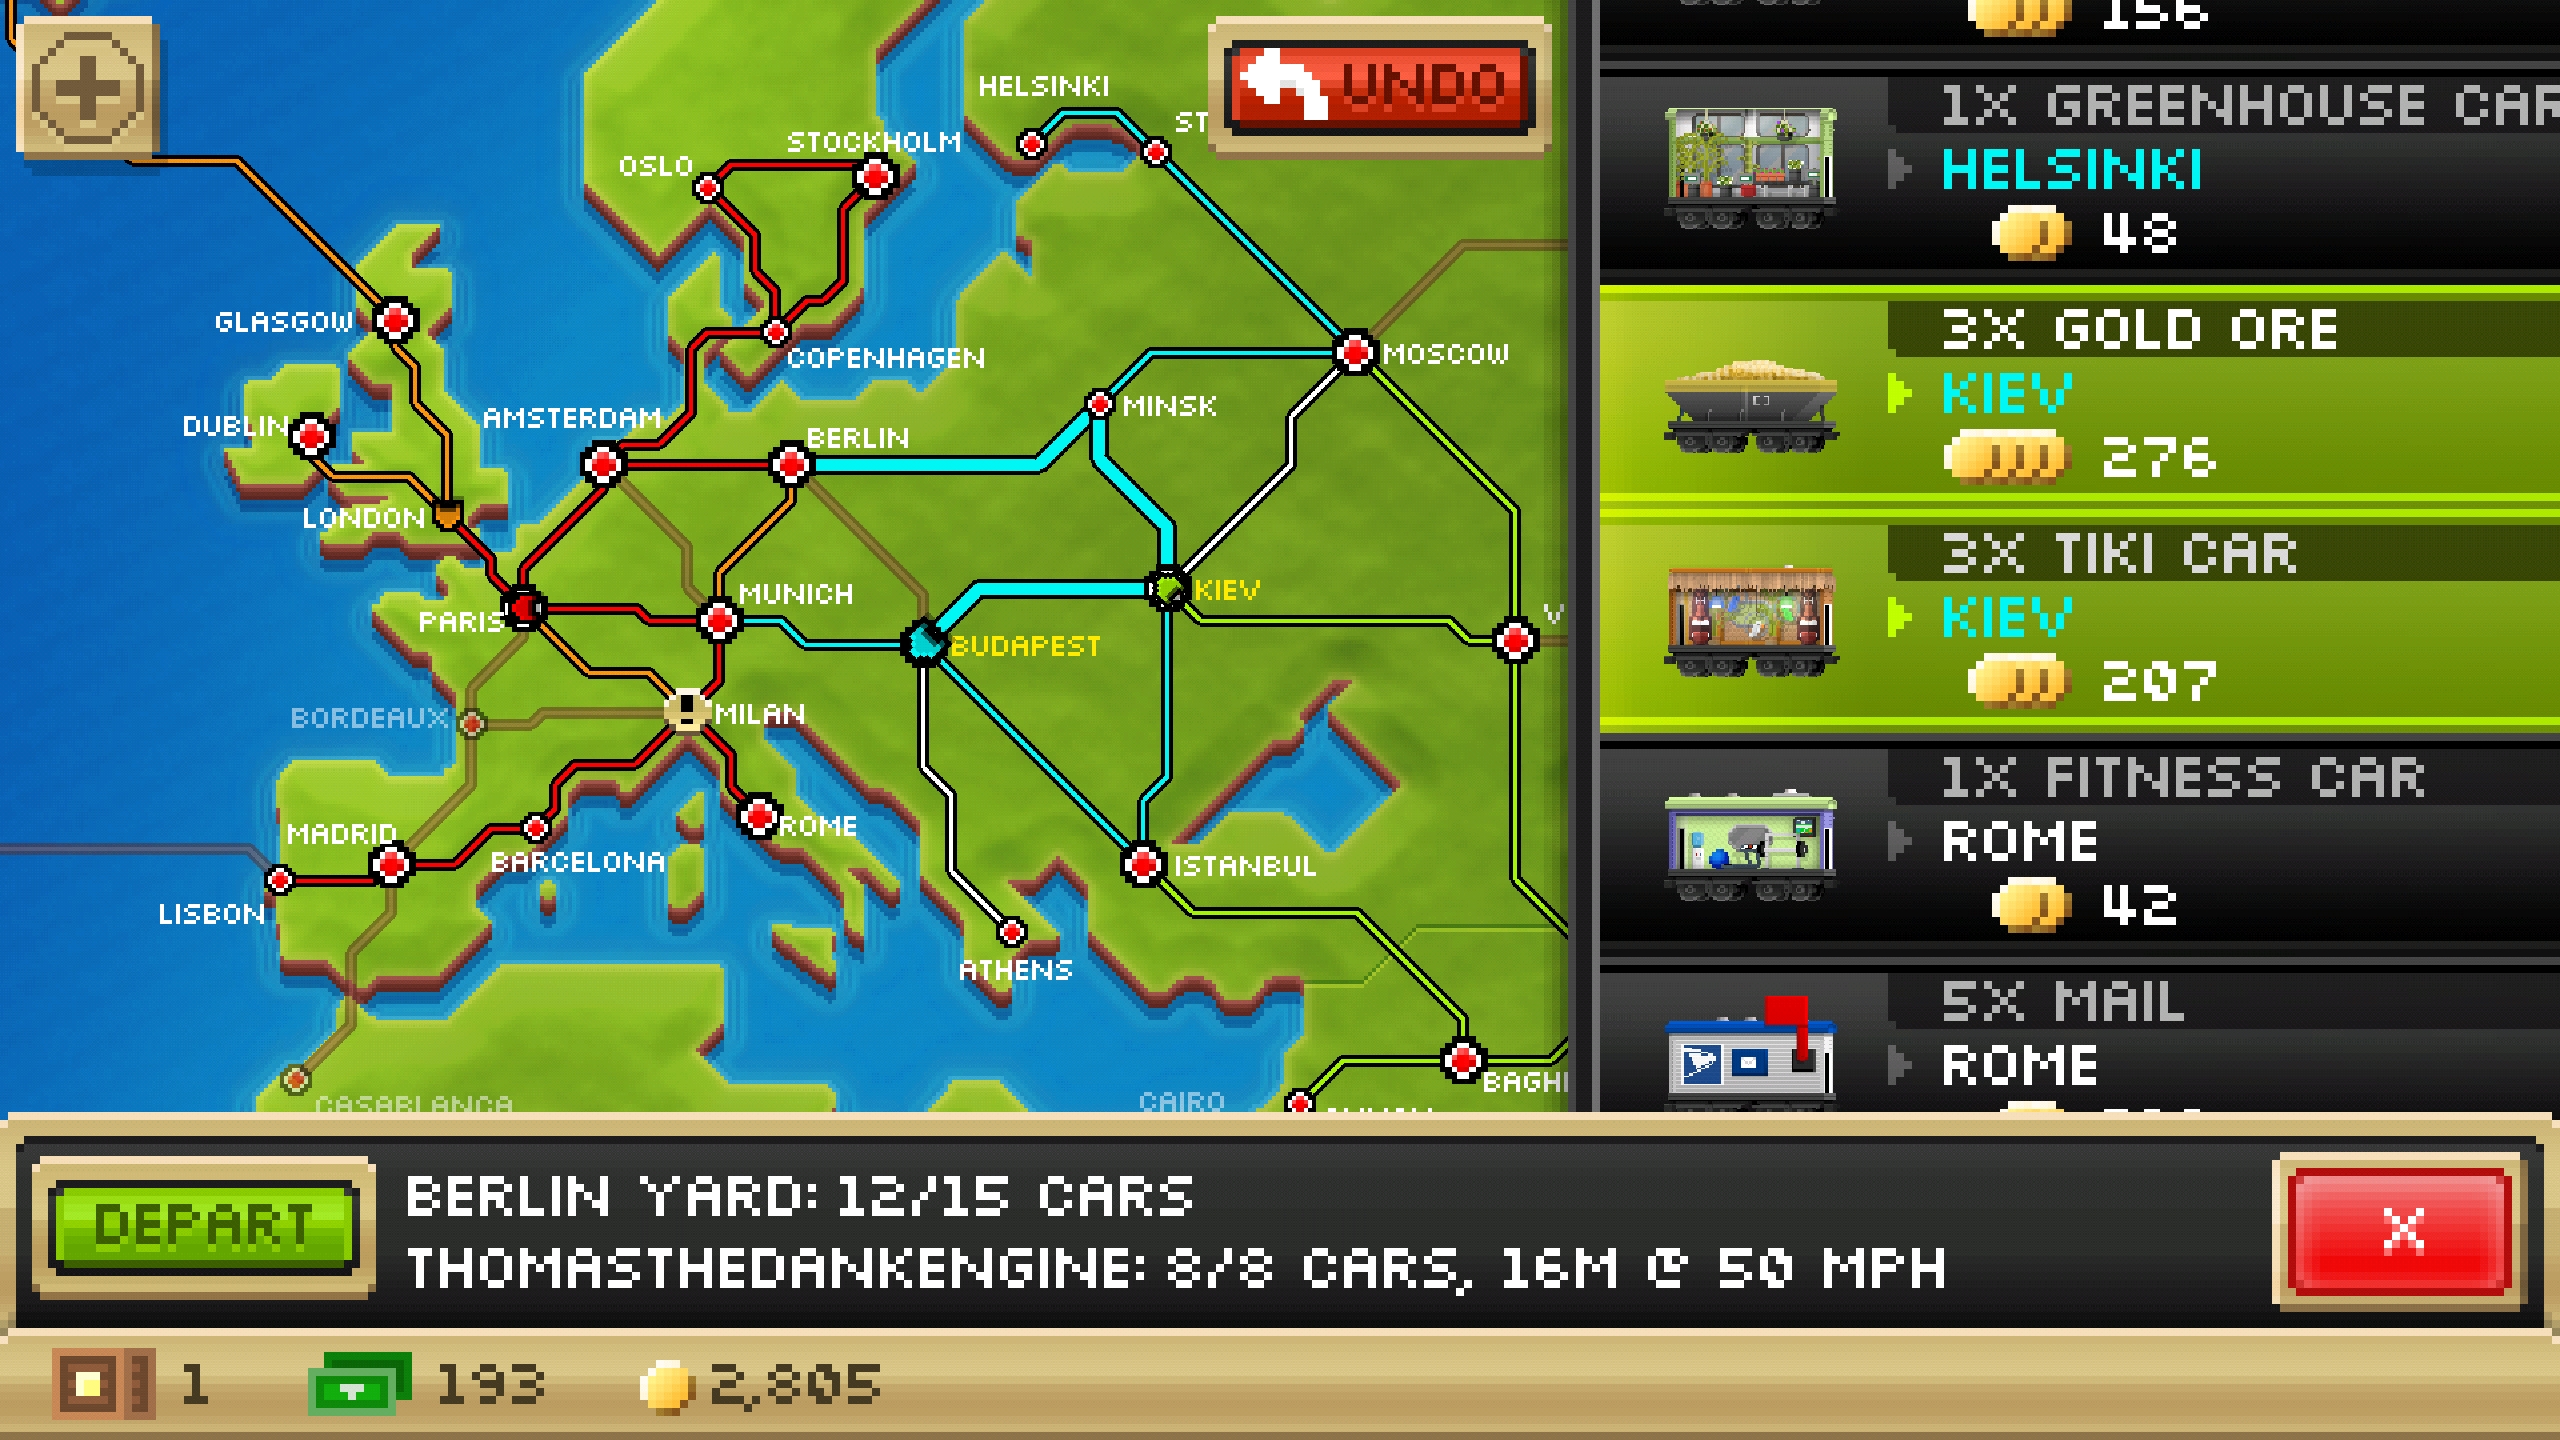 156
UNDO
HELSINKI
ST
STOCKHOLM
OSLO
GLASGOW
COPENHAGEN
MOSCOW
DUBLIN
AMSTERDAM
BERLIN
MINSK
LONDON
MUNICH
KIEV
PARIS
V
BUDAPEST
BORDEAUX
MILAN
MADRID
ROME
BARCELONA
ISTANBUL
LISBON
ATHENS
BAGH
CASABLANCA
CAIRO
1X GREENHOUSE CAR
HELSINKI
48
3X GOLD ORE
KIEV
276
3X TIKI CAR
KIEV
207
1X FITNESS CAR
ROME
42
5X MAIL
ROME
DEPART
BERLIN YARD: 12/15 CARS
THOMASTHEDANKENGINE: 8/8 CARS, 16M @ 50 MPH
X
1
193
2,805